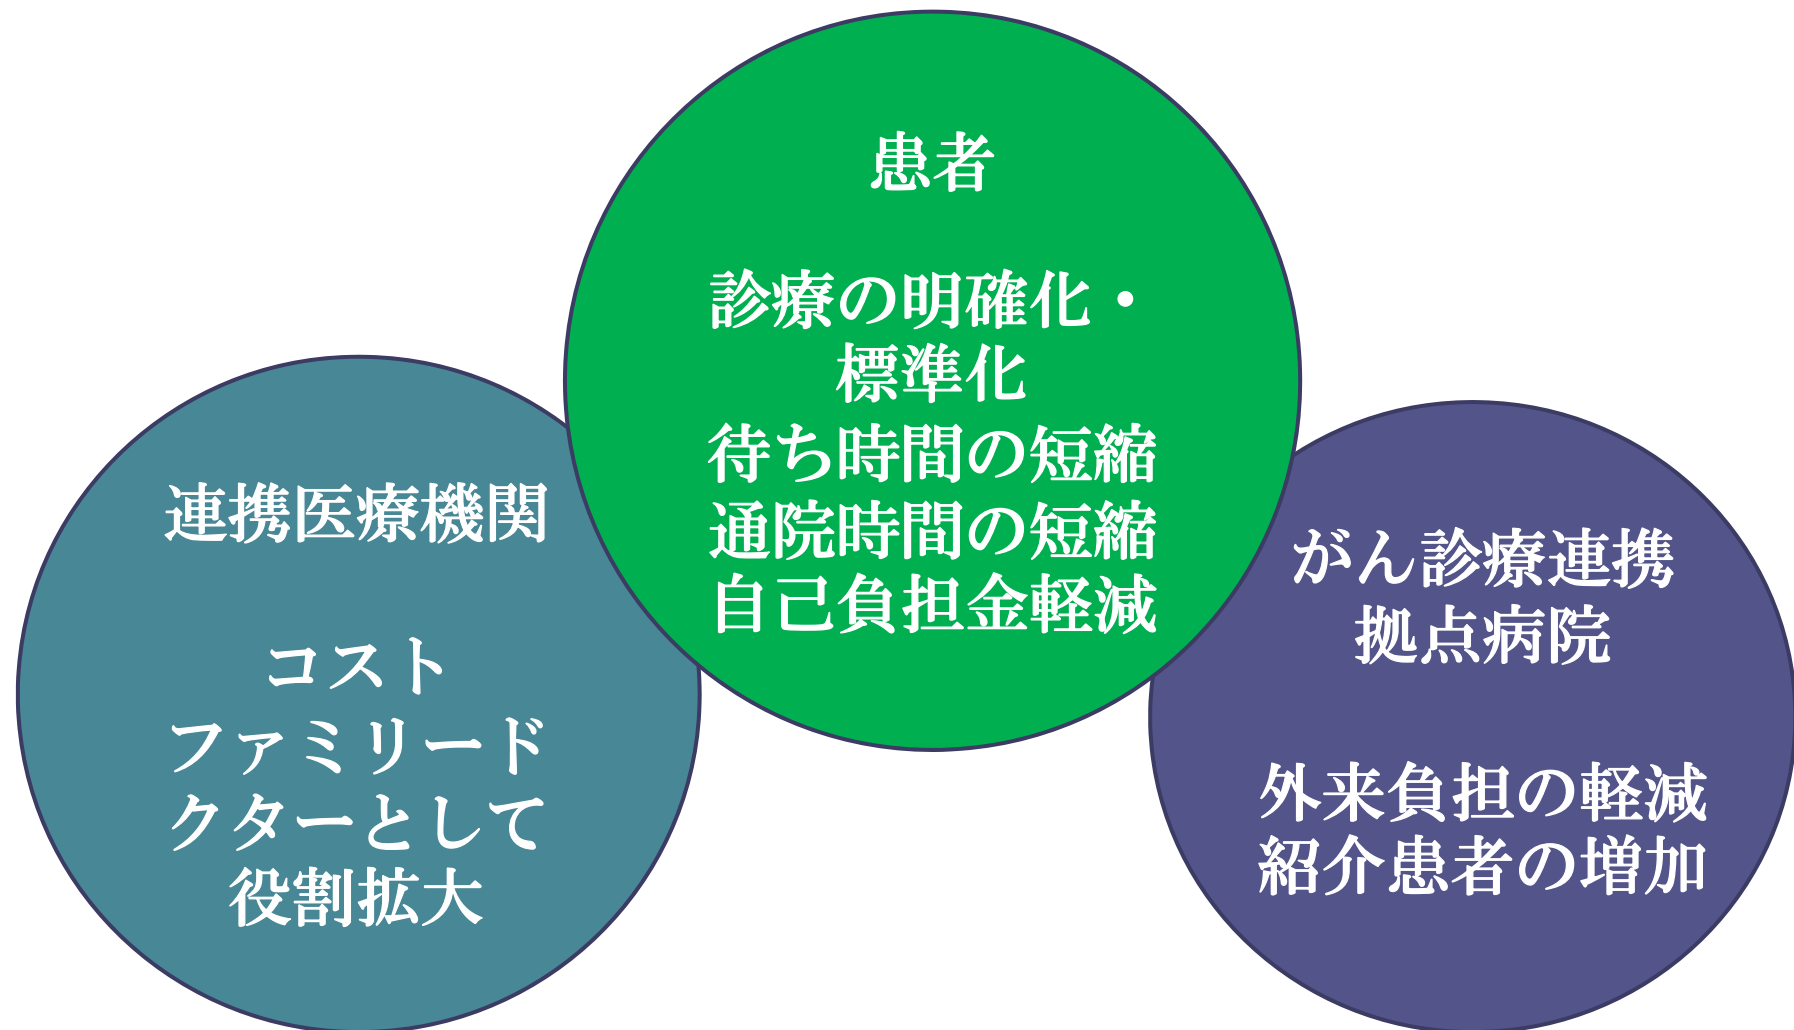 患者
診療の明確化・
標準化
待ち時間の短縮
通院時間の短縮
自己負担金軽減
連携医療機関
コスト
ファミリード
クターとして
役割拡大
がん診療連携
拠点病院
外来負担の軽減
紹介患者の増加